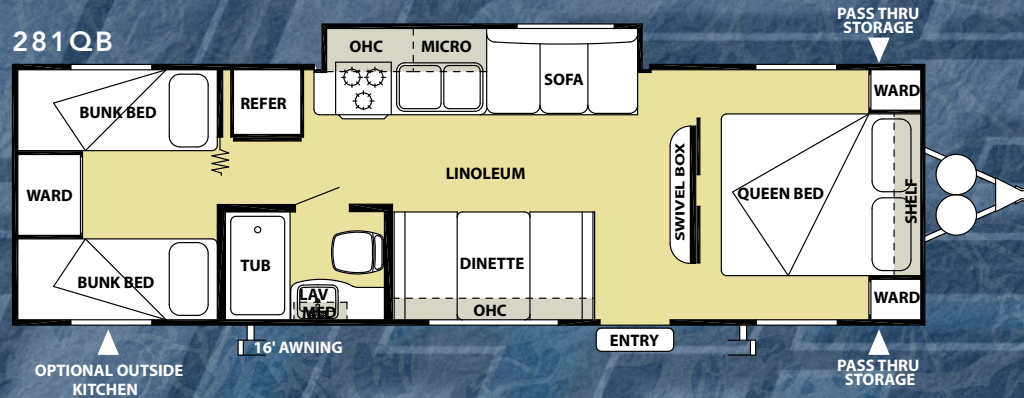 281QB
PASS THRU
STORAGE
OHC
MICRO
SOFA
BUNK BED
REFER
WARD
LINOLEUM
WARD
SWIVEL BOX
QUEEN BED
SHELF
TUB
DINETTE
BUNK BED
LAV
MED
OHC
WARD
16' AWNING
ENTRY
OPTIONAL OUTSIDE
KITCHEN
PASS THRU
STORAGE